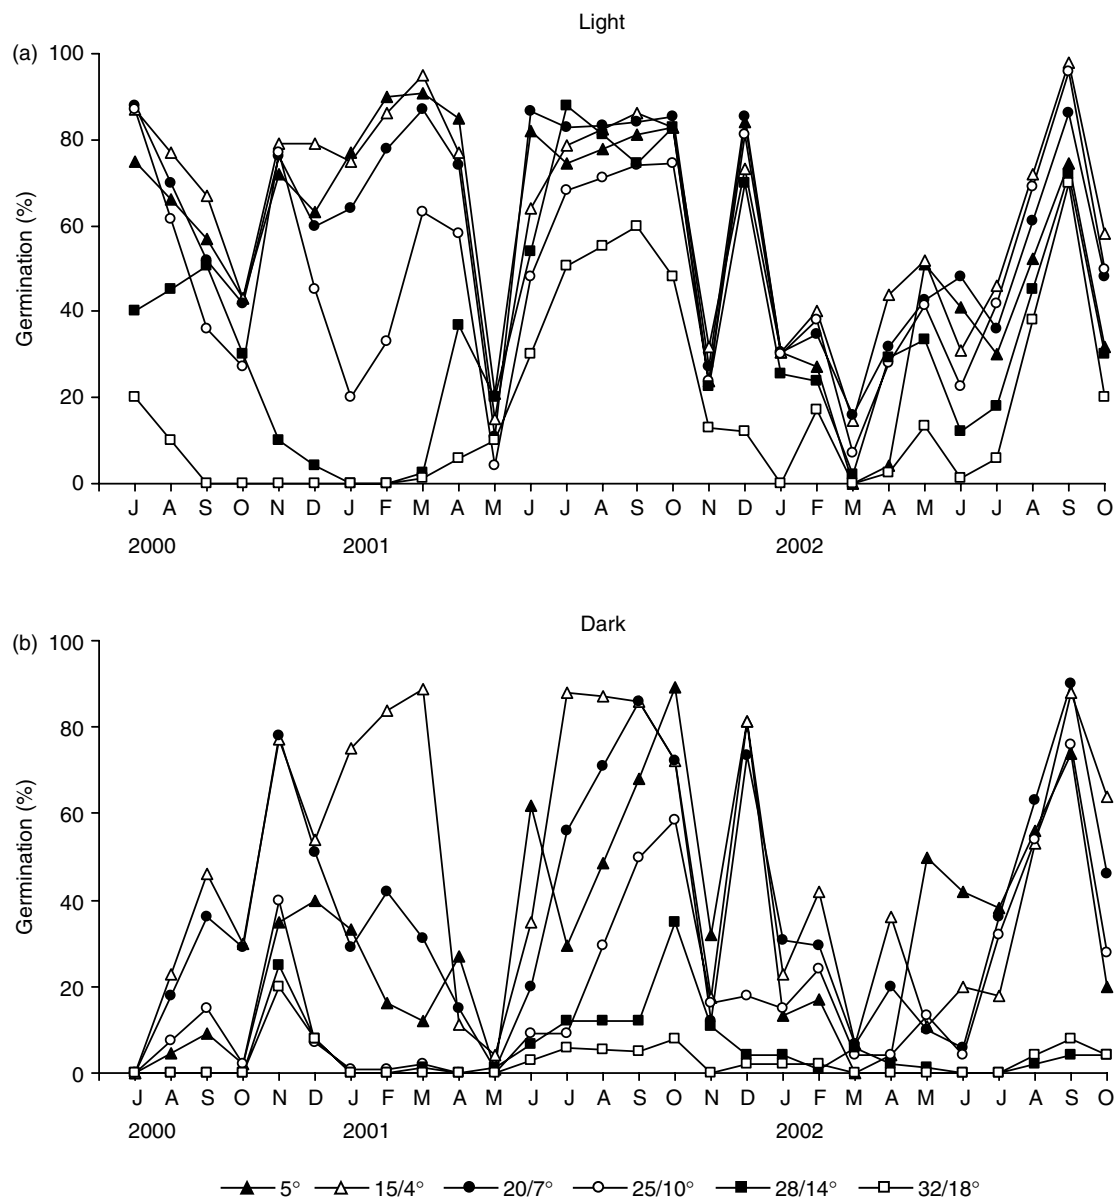 Light
(a)
100
80
60
40
20
0
Germination (%)
J A S O N D J F M A M J J A S O N D J F M A M J J A S O
2000 2001 2002
Dark
(b)
100
80
60
40
20
0
Germination (%)
J A S O N D J F M A M J J A S O N D J F M A M J J A S O
2000 2001 2002
5° 15/4° 20/7° 25/10° 28/14° 32/18°